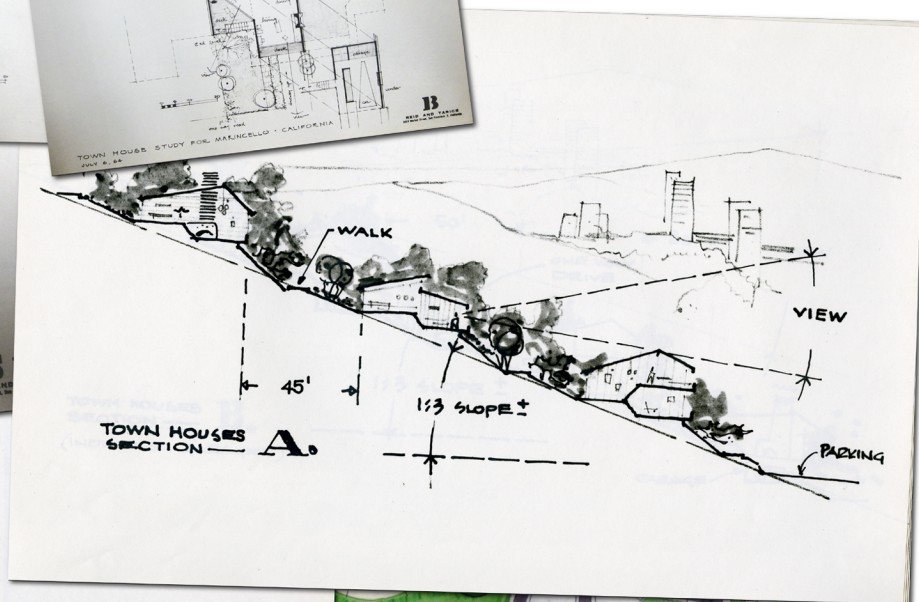 TOWN HOUSE STUDY FOR MARINCELLO · CALIFORNIA
JULY 6, 64
B
REID AND TARICS
WALK
VIEW
45'
1:3 SLOPE ±
TOWN HOUSES
SECTION — A.
PARKING